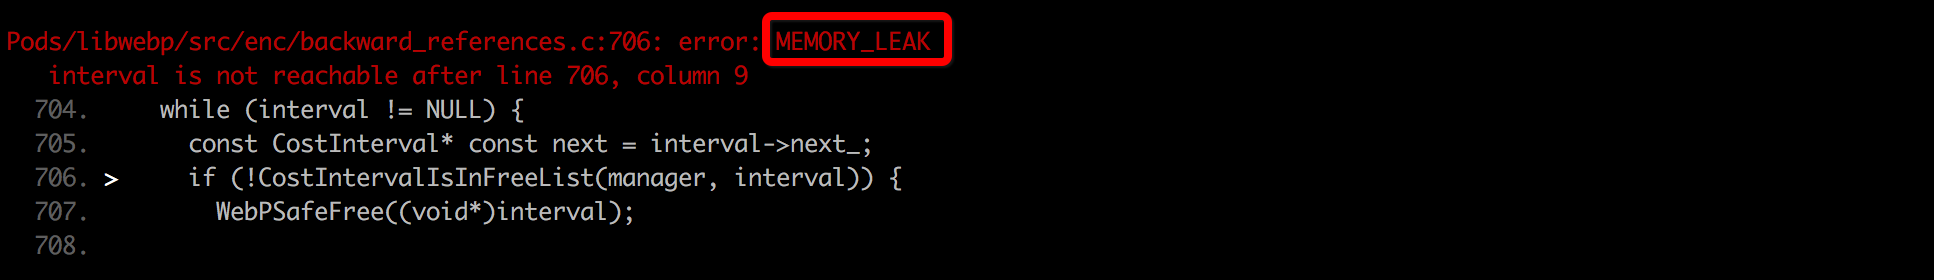 Pods/libwebp/src/enc/backward_references.c:706: error: MEMORY_LEAK
interval is not reachable after line 706, column 9
704. while (interval != NULL) {
705. const CostInterval* const next = interval->next_;
706. > if (!CostIntervalIsInFreeList(manager, interval)) {
707. WebPSafeFree((void*)interval);
708.